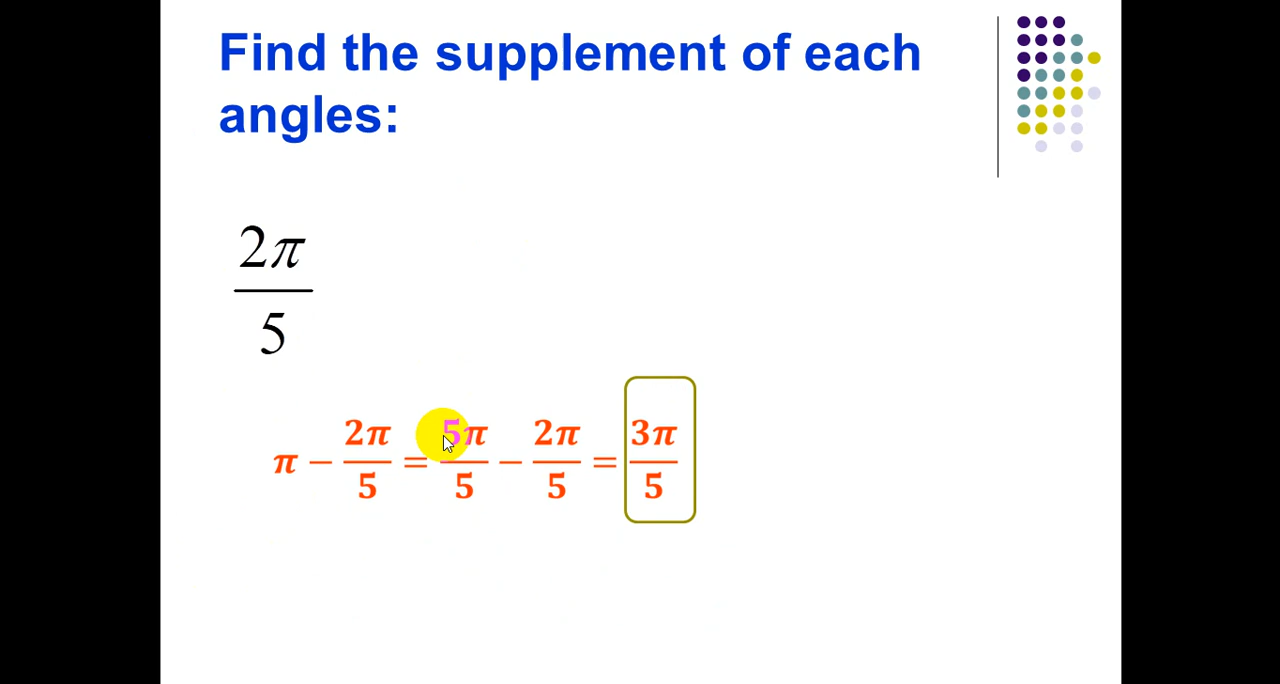 Find the supplement of each
angles:
2π/5
π − 2π/5 = 5π/5 − 2π/5 = 3π/5